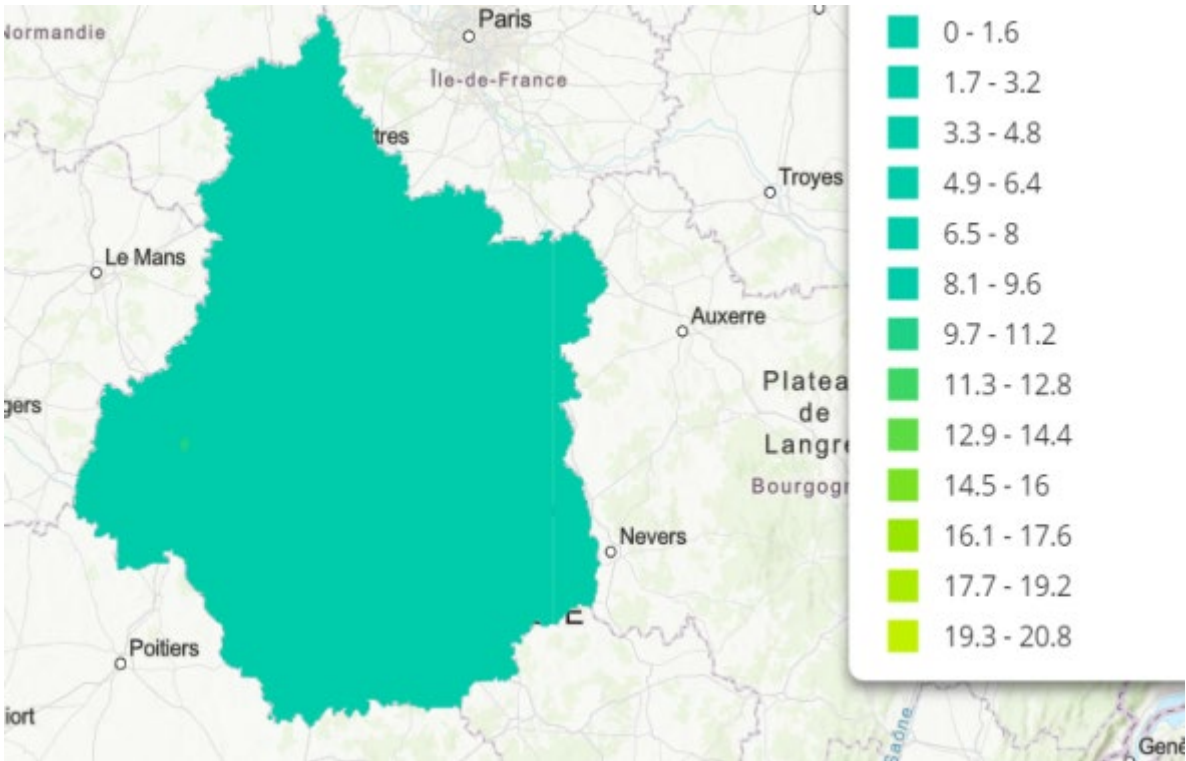 Paris
Normandie
Île-de-France
tres
Troyes
Le Mans
Auxerre
Platea
de
Langre
gers
Bourgogn
Nevers
E
Poitiers
iort
Saône
Genè
0 - 1.6
1.7 - 3.2
3.3 - 4.8
4.9 - 6.4
6.5 - 8
8.1 - 9.6
9.7 - 11.2
11.3 - 12.8
12.9 - 14.4
14.5 - 16
16.1 - 17.6
17.7 - 19.2
19.3 - 20.8